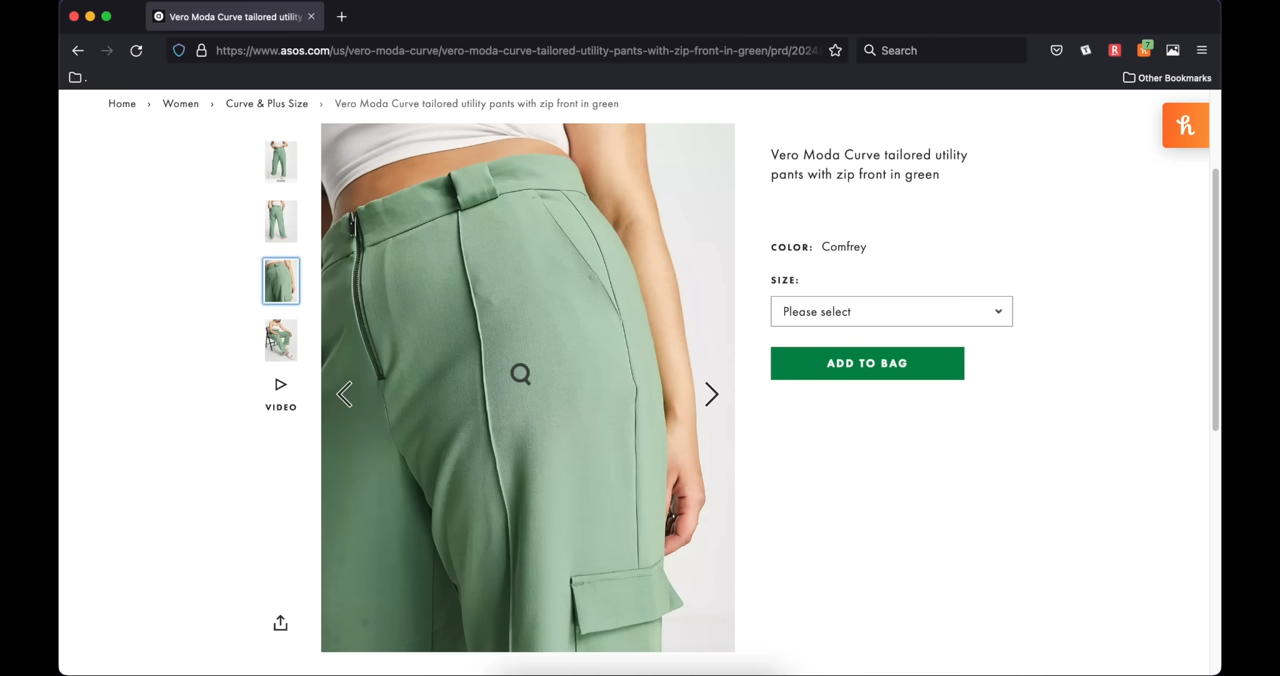 Vero Moda Curve tailored utility
https://www.asos.com/us/vero-moda-curve/vero-moda-curve-tailored-utility-pants-with-zip-front-in-green/prd/2024
Search
7
R
.
Other Bookmarks
Home > Women > Curve & Plus Size > Vero Moda Curve tailored utility pants with zip front in green
h
Vero Moda Curve tailored utility
pants with zip front in green
COLOR: Comfrey
SIZE:
Please select
ADD TO BAG
VIDEO